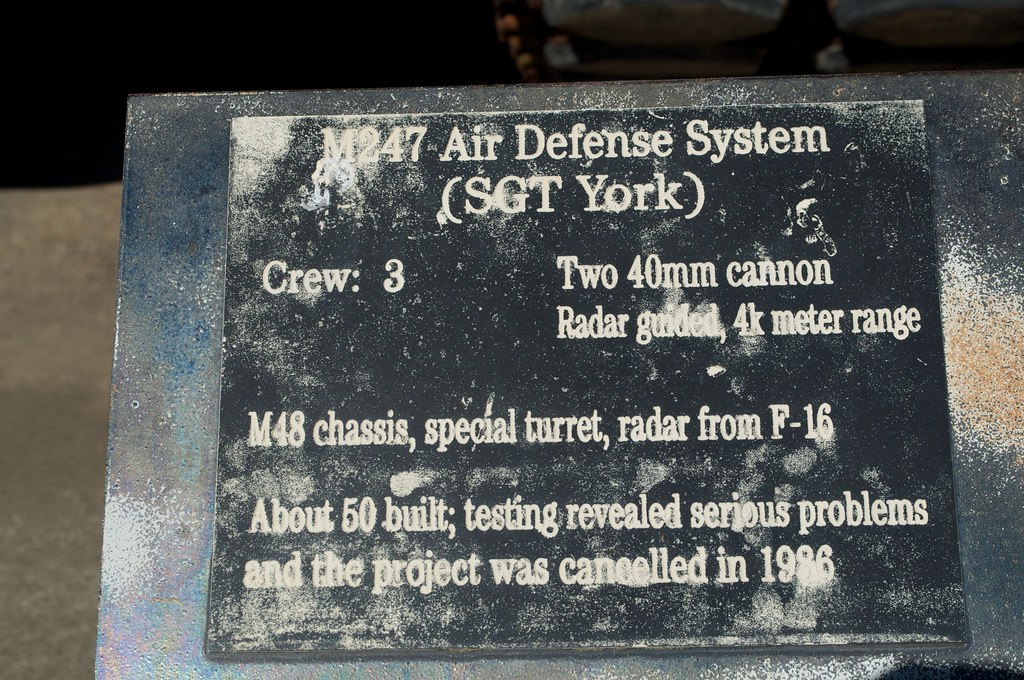 M247 Air Defense System
(SGT York)
Crew: 3
Two 40mm cannon
Radar guided, 4k meter range
M48 chassis, special turret, radar from F-16
About 50 built; testing revealed serious problems
and the project was cancelled in 1986